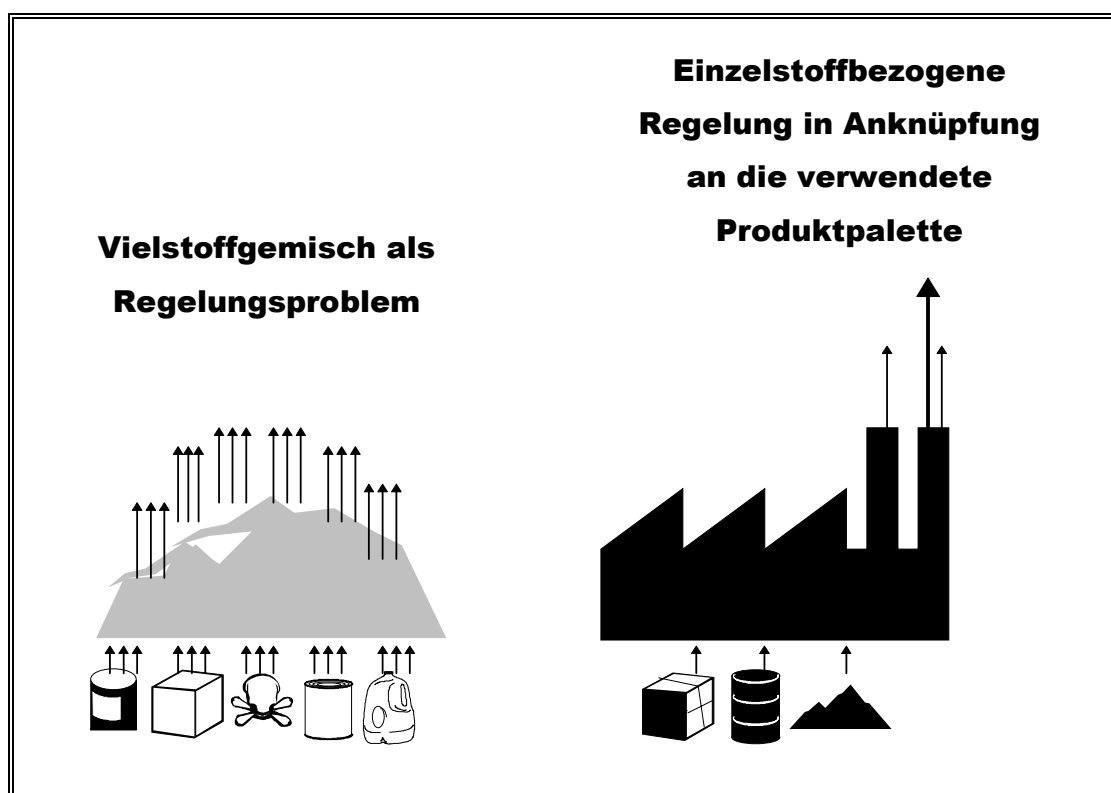 Vielstoffgemisch als
Regelungsproblem
Einzelstoffbezogene
Regelung in Anknüpfung
an die verwendete
Produktpalette